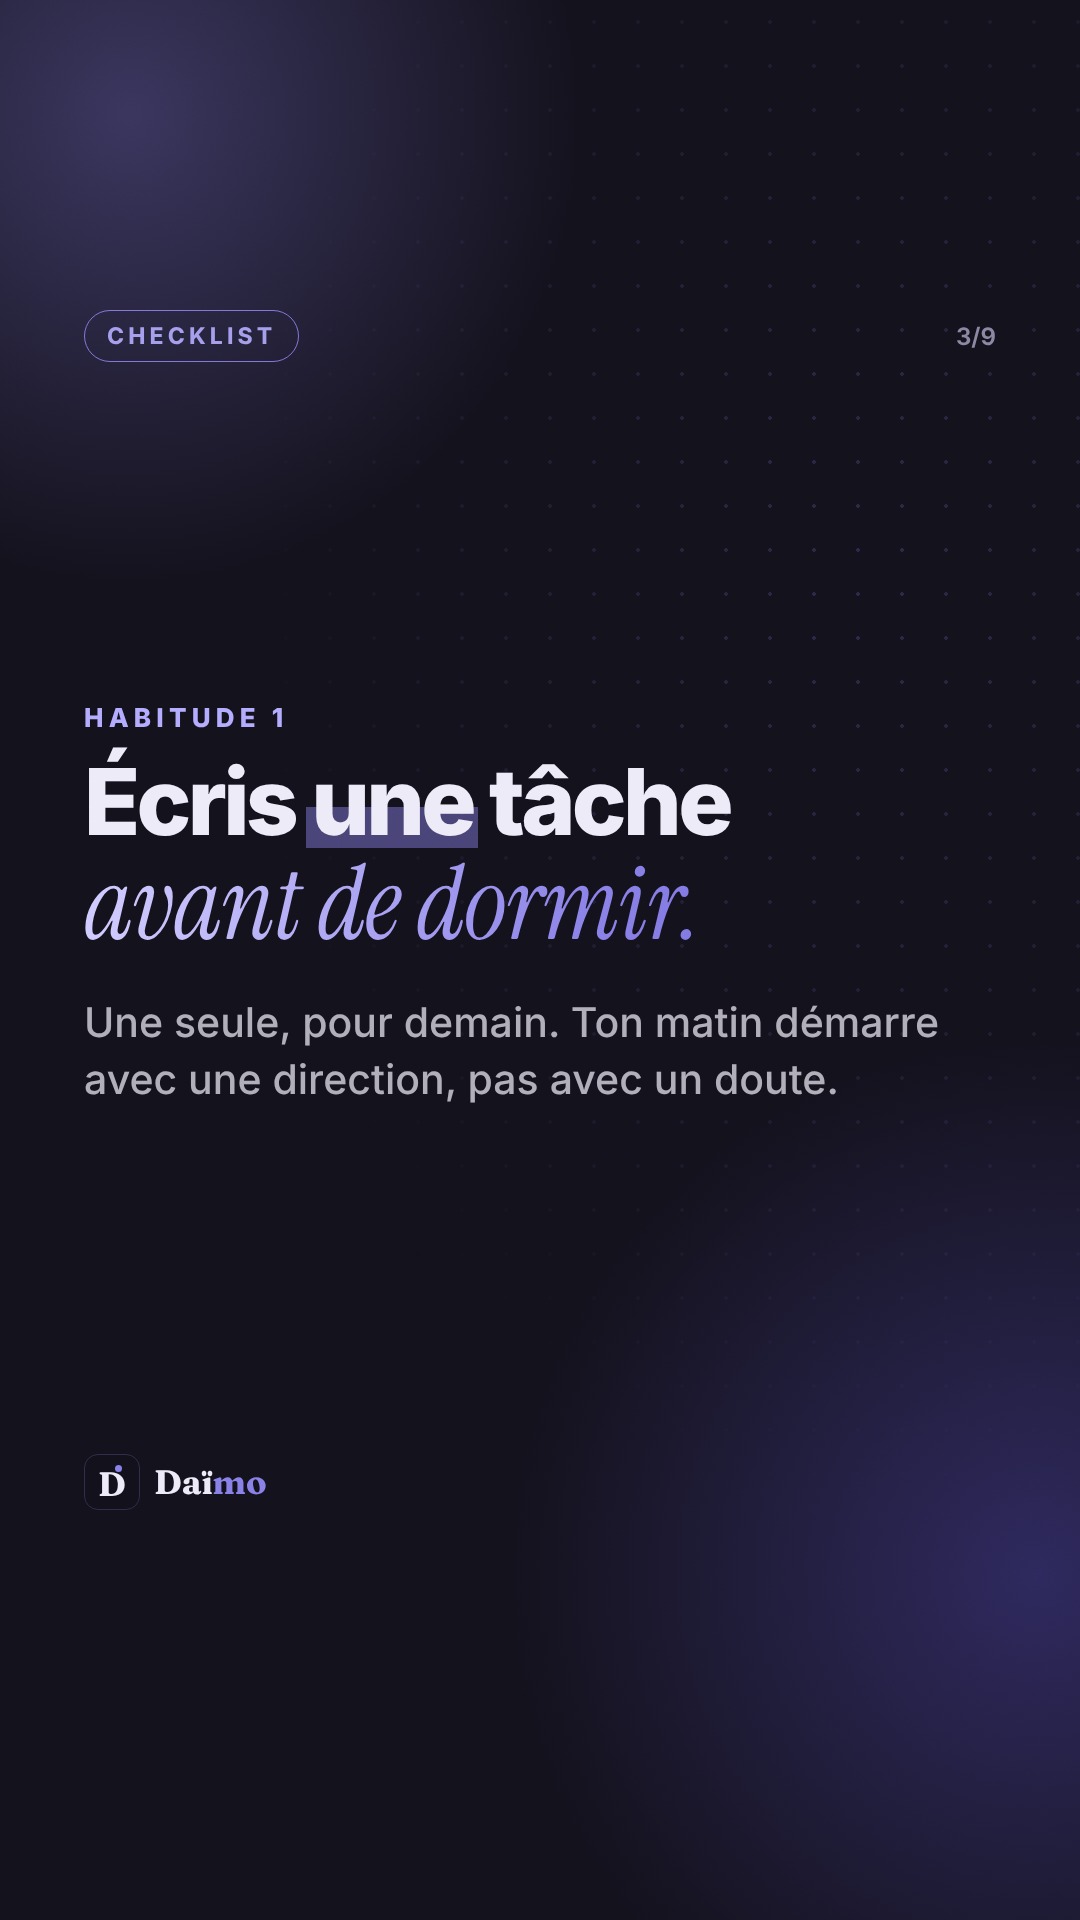 CHECKLIST
3/9
HABITUDE 1
Écris une tâche
avant de dormir.
Une seule, pour demain. Ton matin démarre
avec une direction, pas avec un doute.
D Daïmo